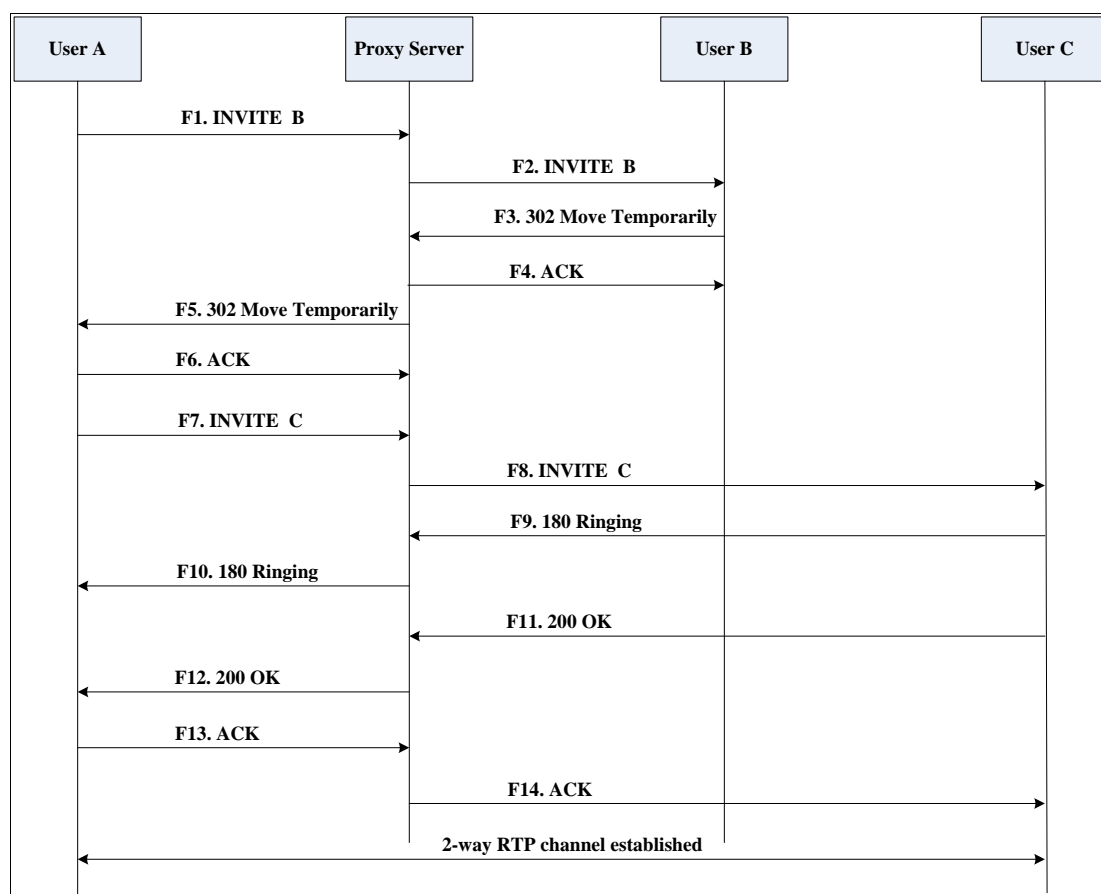 User A
Proxy Server
User B
User C
F1. INVITE B
F2. INVITE B
F3. 302 Move Temporarily
F4. ACK
F5. 302 Move Temporarily
F6. ACK
F7. INVITE C
F8. INVITE C
F9. 180 Ringing
F10. 180 Ringing
F11. 200 OK
F12. 200 OK
F13. ACK
F14. ACK
2-way RTP channel established